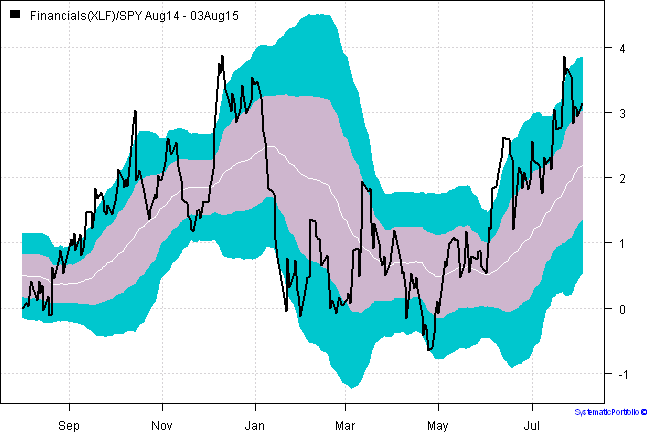 Financials(XLF)/SPY Aug14 - 03Aug15
4
3
2
1
0
-1
Sep Nov Jan Mar May Jul
SystematicPortfolio ©